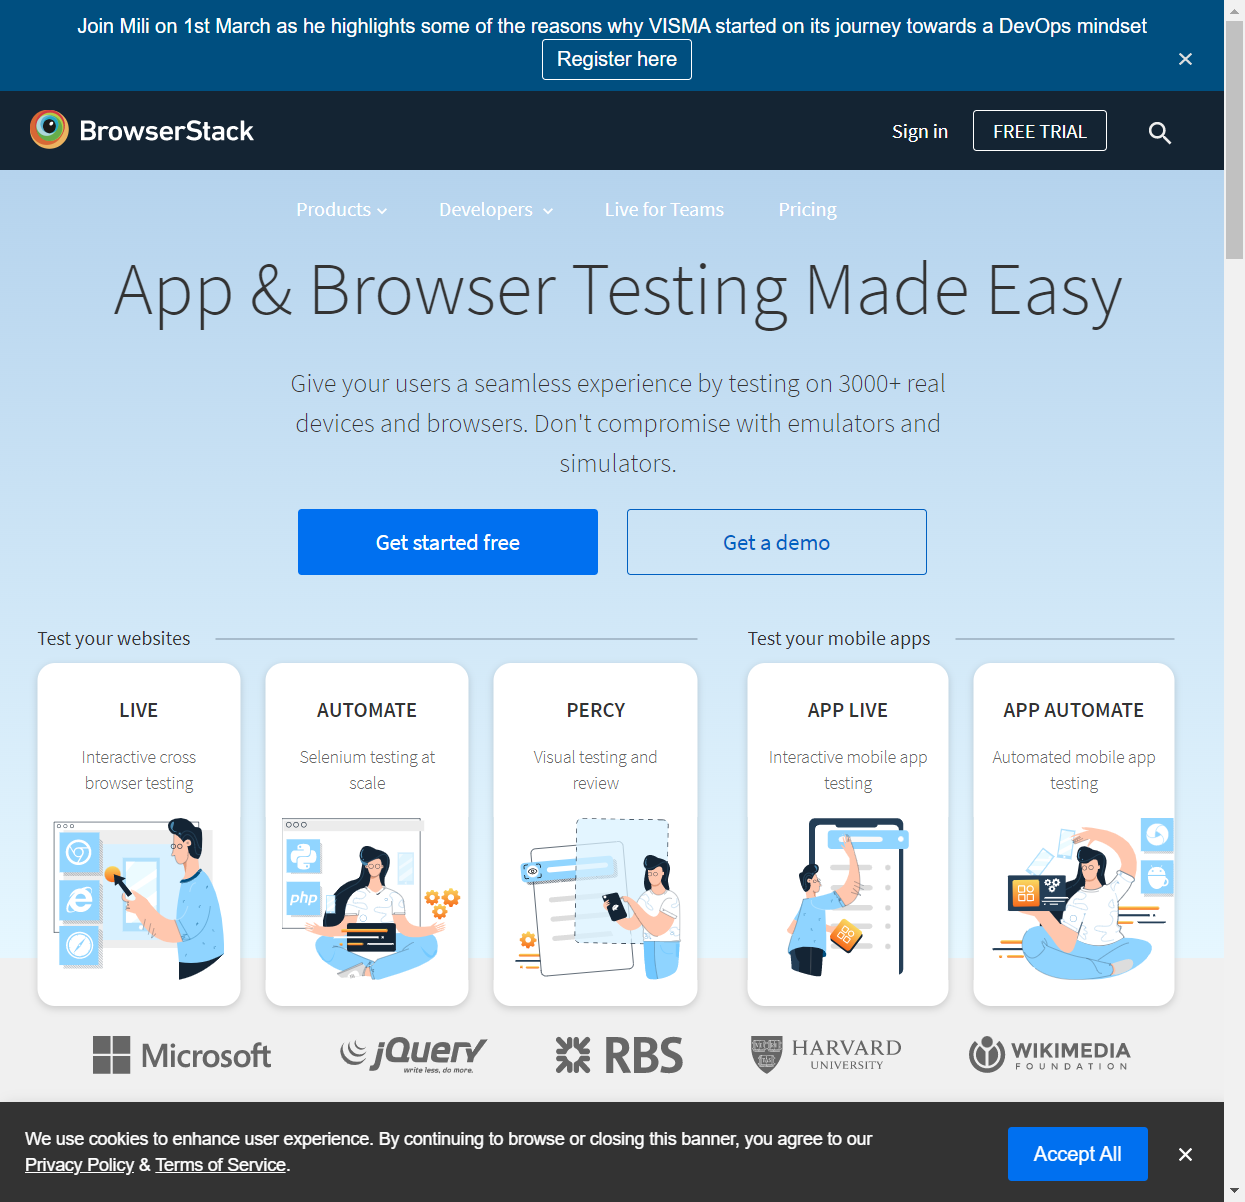 Join Mili on 1st March as he highlights some of the reasons why VISMA started on its journey towards a DevOps mindset
Register here
BrowserStack
Sign in
FREE TRIAL
Products
Developers
Live for Teams
Pricing
App & Browser Testing Made Easy
Give your users a seamless experience by testing on 3000+ real
devices and browsers. Don't compromise with emulators and
simulators.
Get started free
Get a demo
Test your websites
Test your mobile apps
LIVE
Interactive cross
browser testing
AUTOMATE
Selenium testing at
scale
php
PERCY
Visual testing and
review
APP LIVE
Interactive mobile app
testing
APP AUTOMATE
Automated mobile app
testing
Microsoft
jQuery
write less, do more.
RBS
HARVARD
UNIVERSITY
WIKIMEDIA
FOUNDATION
We use cookies to enhance user experience. By continuing to browse or closing this banner, you agree to our
Privacy Policy & Terms of Service.
Accept All